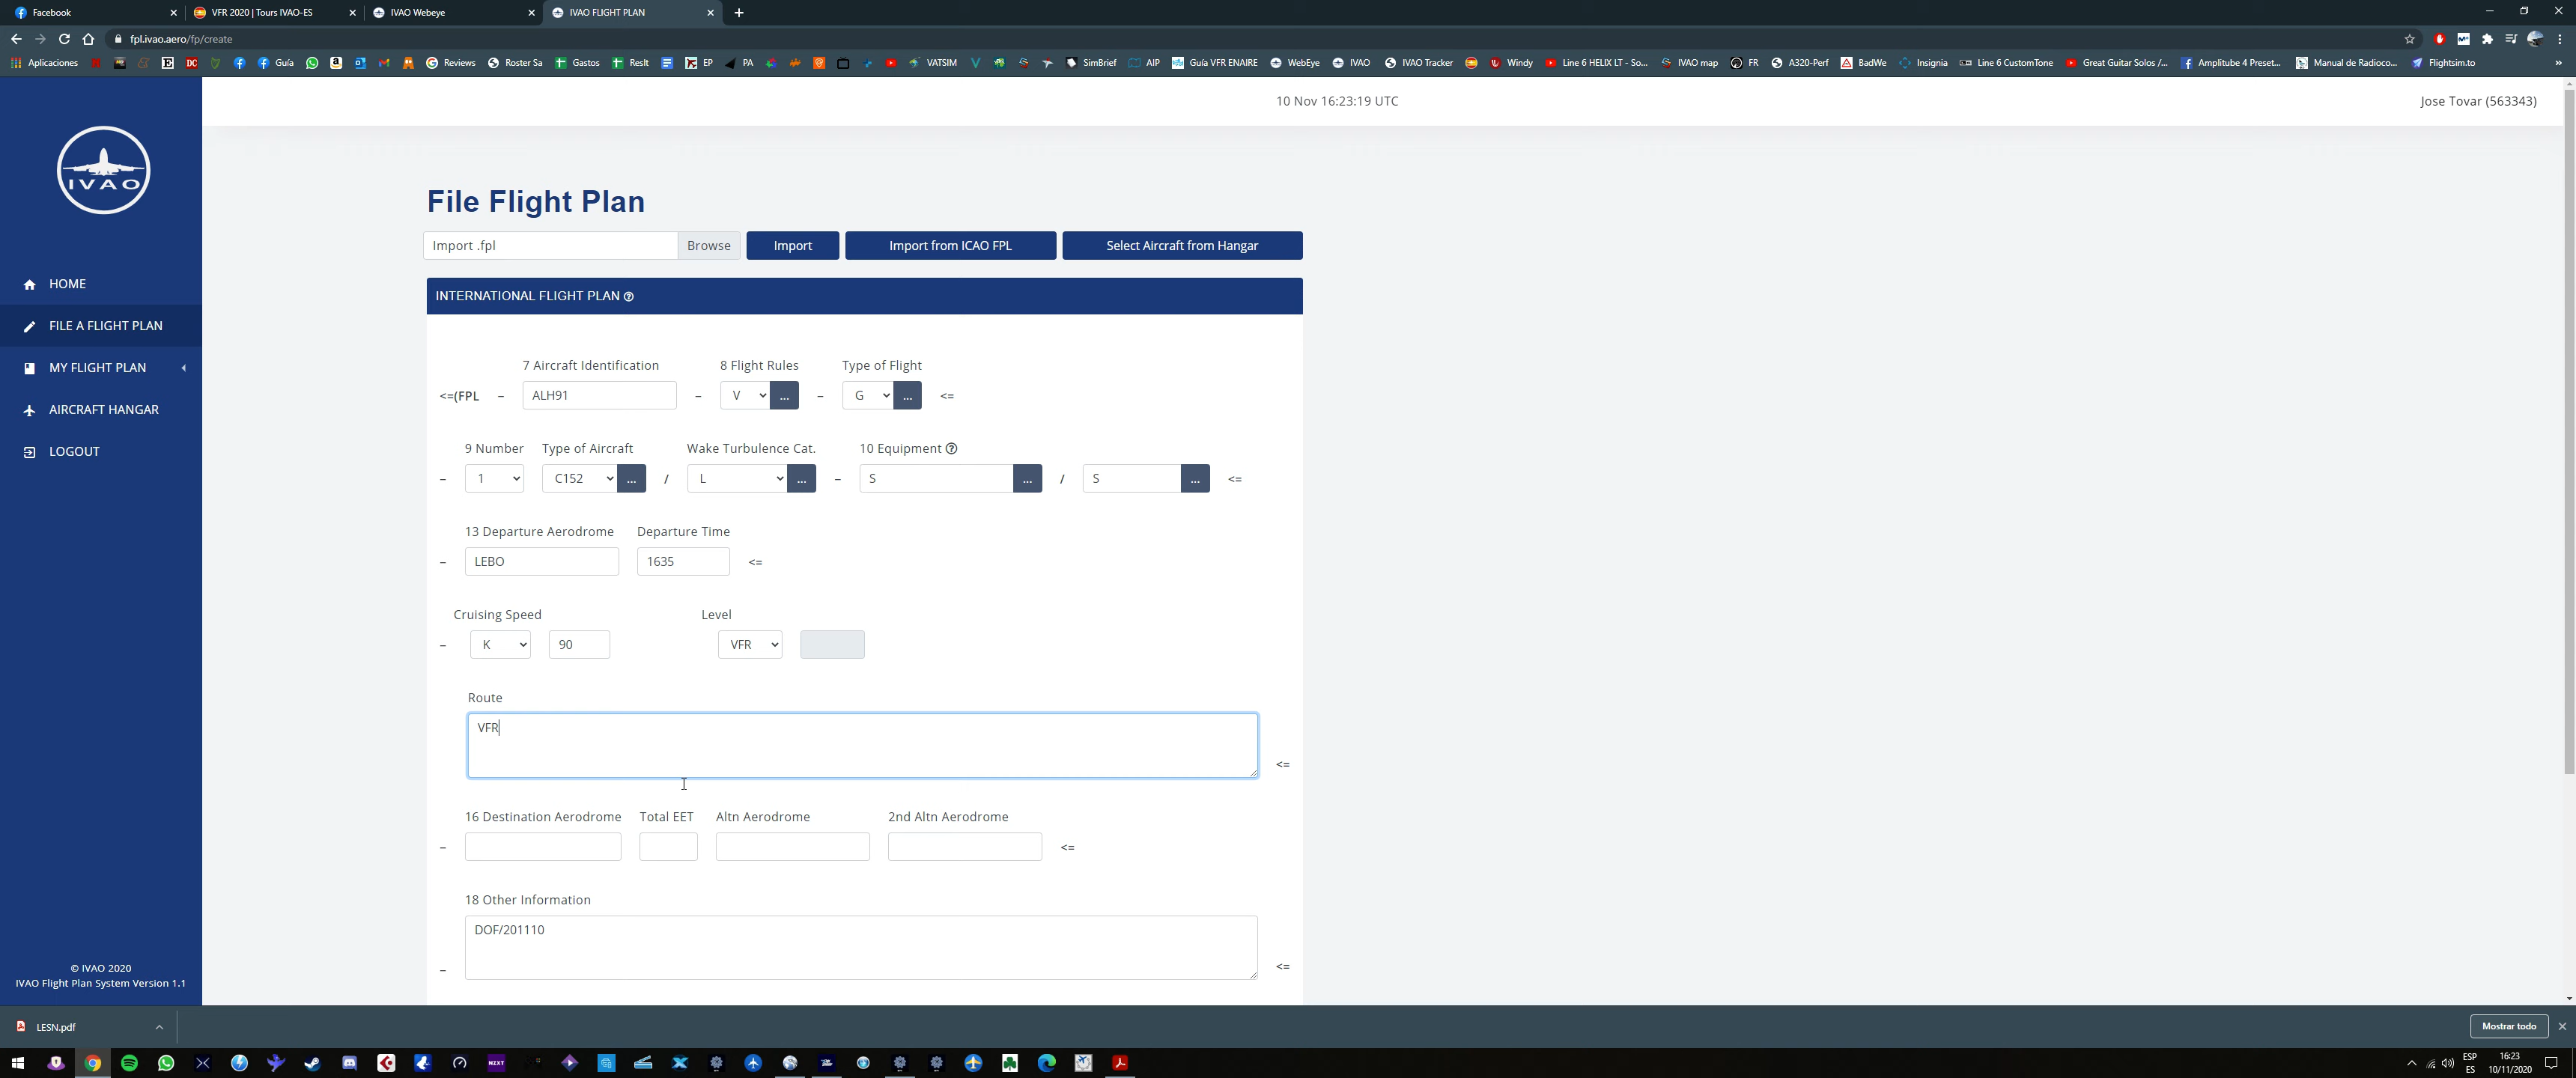 Facebook
VFR 2020 | Tours IVAO-ES
IVAO Webeye
IVAO FLIGHT PLAN
fpl.ivao.aero/fp/create
Aplicaciones
Guía
Reviews
Roster Sa
Gastos
ResIt
EP
PA
VATSIM
SimBrief
AIP
Guía VFR ENAIRE
WebEye
IVAO
IVAO Tracker
Windy
Line 6 HELIX LT - So...
IVAO map
FR
A320-Perf
BadWe
Insignia
Line 6 CustomTone
Great Guitar Solos /...
Amplitube 4 Preset...
Manual de Radioco...
Flightsim.to
10 Nov 16:23:19 UTC
Jose Tovar (563343)
IVAO
HOME
FILE A FLIGHT PLAN
MY FLIGHT PLAN
AIRCRAFT HANGAR
LOGOUT
© IVAO 2020
IVAO Flight Plan System Version 1.1
File Flight Plan
Import .fpl Browse Import Import from ICAO FPL Select Aircraft from Hangar
INTERNATIONAL FLIGHT PLAN
7 Aircraft Identification 8 Flight Rules Type of Flight
<=(FPL – ALH91 – V ... – G ... <=
9 Number Type of Aircraft Wake Turbulence Cat. 10 Equipment
– 1 C152 ... / L ... – S ... / S ... <=
13 Departure Aerodrome Departure Time
– LEBO 1635 <=
Cruising Speed Level
– K 90 VFR
Route
VFR
<=
16 Destination Aerodrome Total EET Altn Aerodrome 2nd Altn Aerodrome
– <=
18 Other Information
DOF/201110
– <=
LESN.pdf
Mostrar todo
NZXT
ESP
ES
16:23
10/11/2020